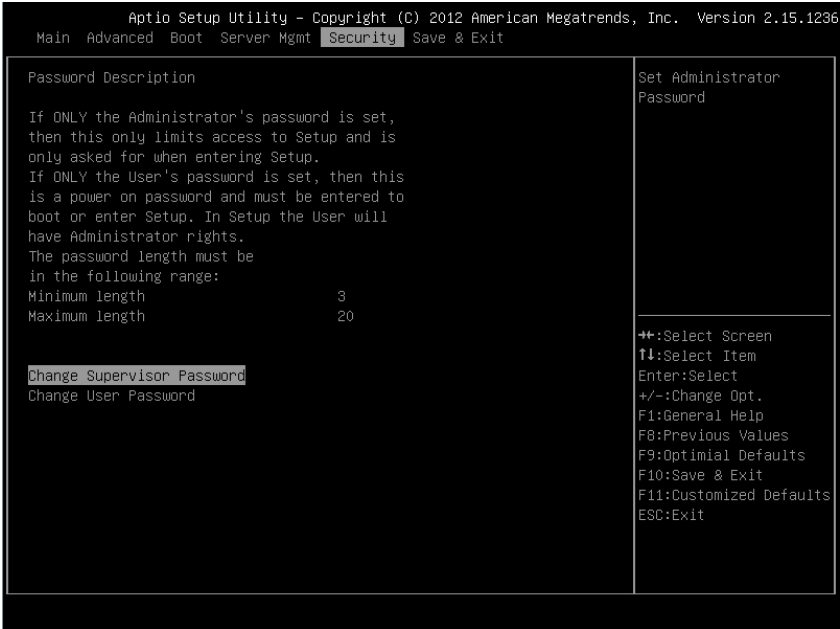 Aptio Setup Utility – Copyright (C) 2012 American Megatrends, Inc. Version 2.15.1236
Main Advanced Boot Server Mgmt Security Save & Exit
Password Description
If ONLY the Administrator's password is set,
then this only limits access to Setup and is
only asked for when entering Setup.
If ONLY the User's password is set, then this
is a power on password and must be entered to
boot or enter Setup. In Setup the User will
have Administrator rights.
The password length must be
in the following range:
Minimum length 3
Maximum length 20
Change Supervisor Password
Change User Password
Set Administrator
Password
→←:Select Screen
↑↓:Select Item
Enter:Select
+/-:Change Opt.
F1:General Help
F8:Previous Values
F9:Optimial Defaults
F10:Save & Exit
F11:Customized Defaults
ESC:Exit